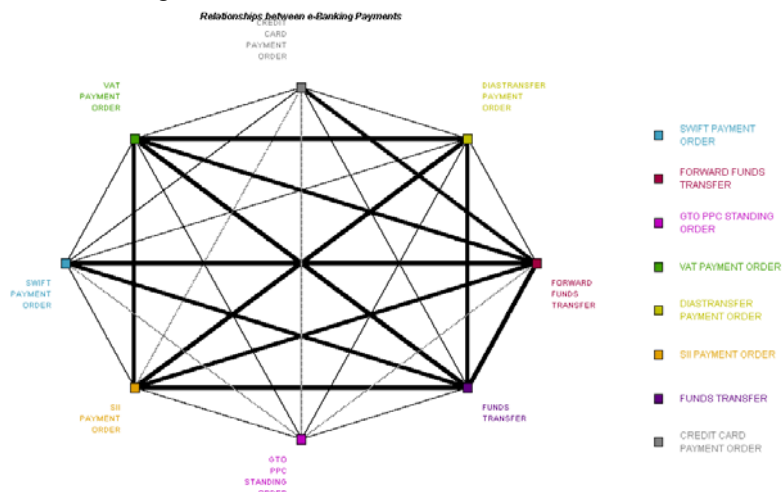 Relationships between e-Banking Payments
CREDIT
CARD
PAYMENT
ORDER
VAT
PAYMENT
ORDER
DIASTRANSFER
PAYMENT
ORDER
SWIFT
PAYMENT
ORDER
FORWARD
FUNDS
TRANSFER
SII
PAYMENT
ORDER
FUNDS
TRANSFER
GTO
PPC
STANDING
ORDER
SWIFT PAYMENT
ORDER
FORWARD FUNDS
TRANSFER
GTO PPC STANDING
ORDER
VAT PAYMENT ORDER
DIASTRANSFER
PAYMENT ORDER
SII PAYMENT ORDER
FUNDS TRANSFER
CREDIT CARD
PAYMENT ORDER